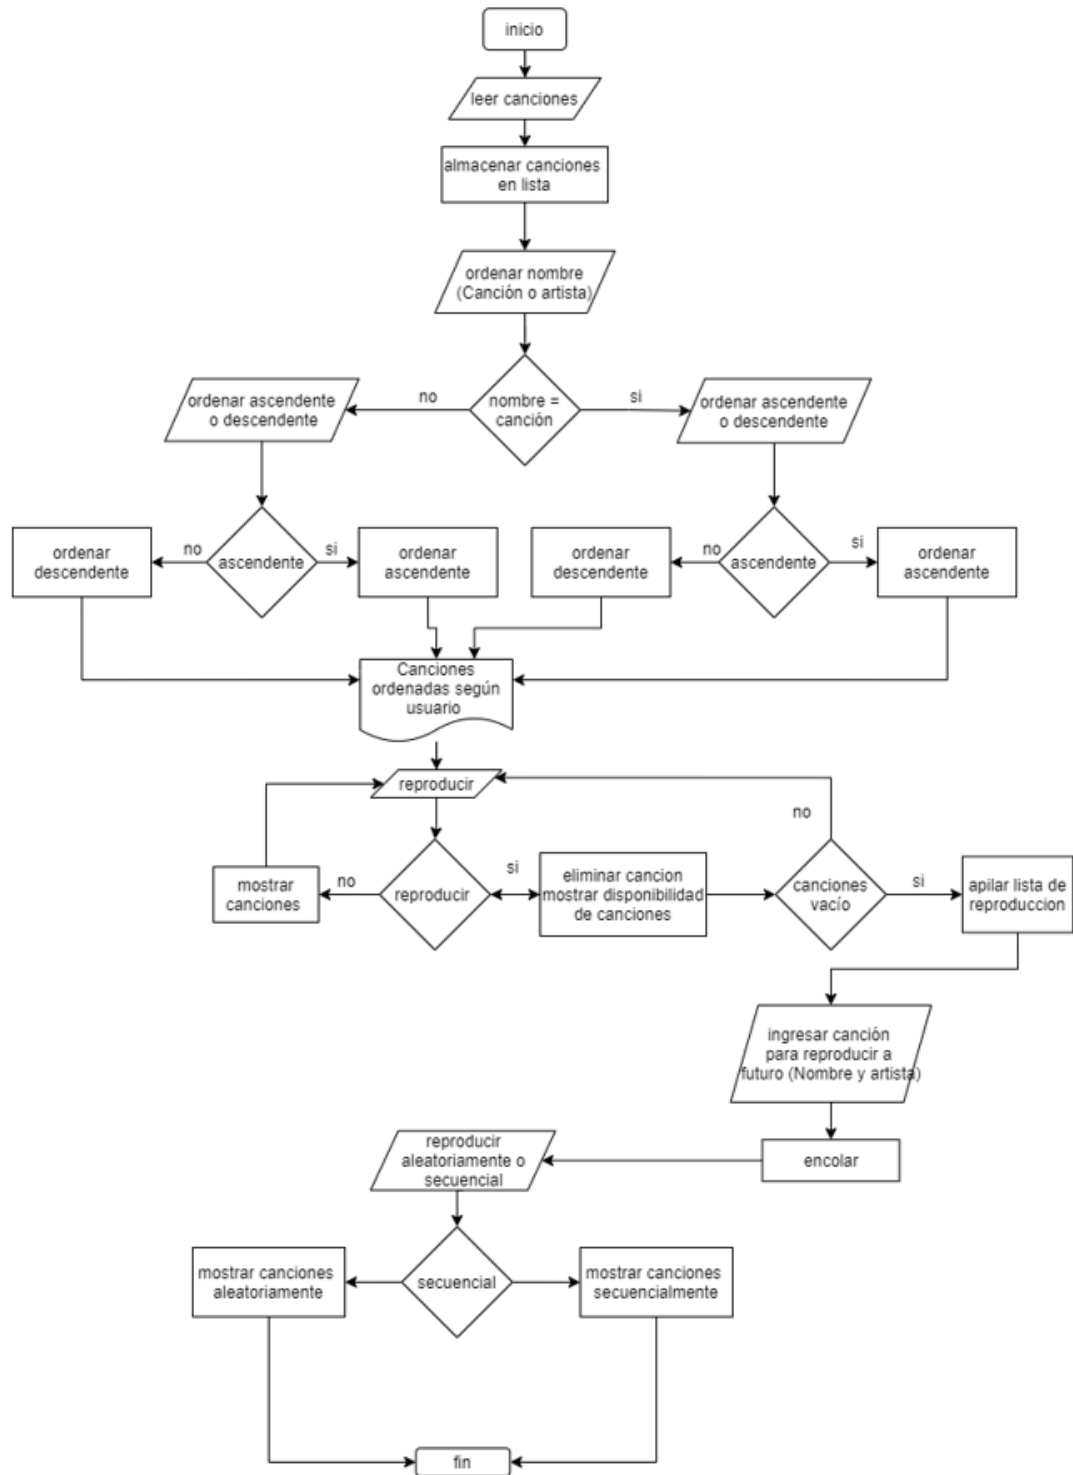 inicio
leer canciones
almacenar canciones
en lista
ordenar nombre
(Canción o artista)
ordenar ascendente
o descendente
no
nombre =
canción
si
ordenar ascendente
o descendente
ordenar
descendente
no
ascendente
si
ordenar
ascendente
ordenar
descendente
no
ascendente
si
ordenar
ascendente
Canciones
ordenadas según
usuario
reproducir
mostrar
canciones
no
reproducir
si
eliminar cancion
mostrar disponibilidad
de canciones
no
canciones
vacío
si
apilar lista de
reproduccion
ingresar canción
para reproducir a
futuro (Nombre y artista)
encolar
reproducir
aleatoriamente o
secuencial
mostrar canciones
aleatoriamente
secuencial
mostrar canciones
secuencialmente
fin